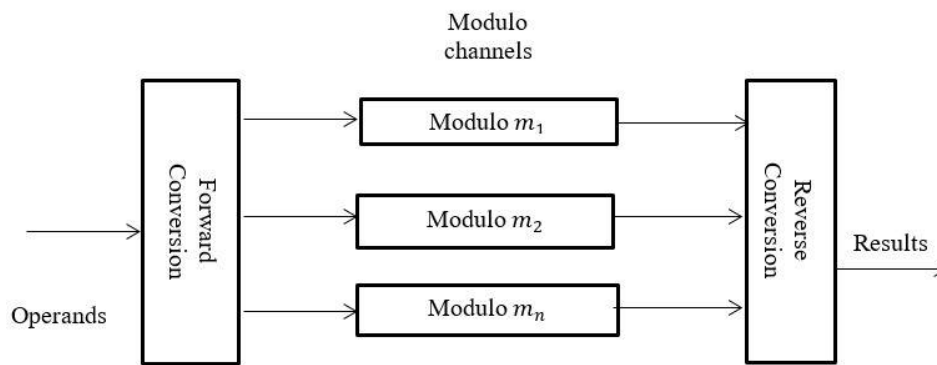 Modulo
channels
Forward
Conversion
Modulo m₁
Modulo m₂
Modulo mₙ
Reverse
Conversion
Operands
Results